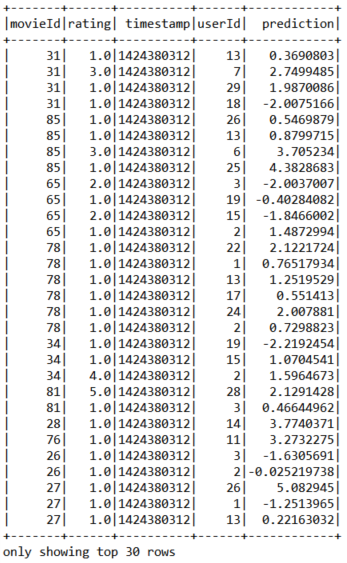 +-------+------+----------+------+------------+
|movieId|rating| timestamp|userId|  prediction|
+-------+------+----------+------+------------+
|     31|   1.0|1424380312|    13|   0.3690803|
|     31|   3.0|1424380312|     7|   2.7499485|
|     31|   1.0|1424380312|    29|   1.9870086|
|     31|   1.0|1424380312|    18|  -2.0075166|
|     85|   1.0|1424380312|    26|   0.5469879|
|     85|   1.0|1424380312|    13|   0.8799715|
|     85|   3.0|1424380312|     6|    3.705234|
|     85|   1.0|1424380312|    25|   4.3828683|
|     65|   2.0|1424380312|     3|  -2.0037007|
|     65|   1.0|1424380312|    19| -0.40284082|
|     65|   2.0|1424380312|    15|  -1.8466002|
|     65|   1.0|1424380312|     2|   1.4872994|
|     78|   1.0|1424380312|    22|   2.1221724|
|     78|   1.0|1424380312|     1|  0.76517934|
|     78|   1.0|1424380312|    13|   1.2519529|
|     78|   1.0|1424380312|    17|    0.551413|
|     78|   1.0|1424380312|    24|    2.007881|
|     78|   1.0|1424380312|     2|   0.7298823|
|     34|   1.0|1424380312|    19|  -2.2192454|
|     34|   1.0|1424380312|    15|   1.0704541|
|     34|   4.0|1424380312|     2|   1.5964673|
|     81|   5.0|1424380312|    28|   2.1291428|
|     81|   1.0|1424380312|     3|  0.46644962|
|     28|   1.0|1424380312|    14|   3.7740371|
|     76|   1.0|1424380312|    11|   3.2732275|
|     26|   1.0|1424380312|     3|  -1.6305691|
|     26|   1.0|1424380312|     2|-0.025219738|
|     27|   1.0|1424380312|    26|    5.082945|
|     27|   1.0|1424380312|     1|  -1.2513965|
|     27|   1.0|1424380312|    13|  0.22163032|
+-------+------+----------+------+------------+
only showing top 30 rows